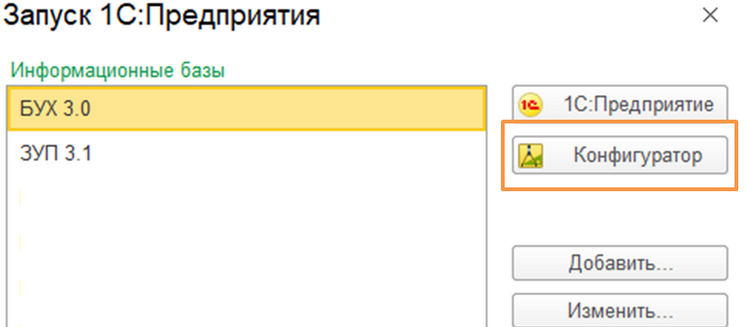 Запуск 1С:Предприятия
Информационные базы
БУХ 3.0
1С:Предприятие
ЗУП 3.1
Конфигуратор
Добавить...
Изменить...